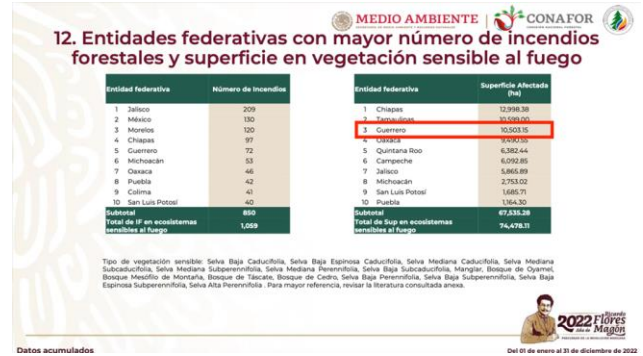 MEDIO AMBIENTE
CONAFOR
12. Entidades federativas con mayor número de incendios
forestales y superficie en vegetación sensible al fuego
Entidad federativa Número de Incendios
1 Jalisco 209
2 México 130
3 Morelos 120
4 Chiapas 97
5 Guerrero 72
6 Michoacán 53
7 Oaxaca 46
8 Puebla 42
9 Colima 41
10 San Luis Potosí 40
Subtotal 850
Total de IF en ecosistemas
sensibles al fuego 1,059
Entidad federativa Superficie Afectada
(ha)
1 Chiapas 12,998.38
2 Tamaulipas 10,599.00
3 Guerrero 10,503.15
4 Oaxaca 9,490.55
5 Quintana Roo 6,382.44
6 Campeche 6,092.85
7 Jalisco 5,865.89
8 Michoacán 2,753.02
9 San Luis Potosí 1,685.71
10 Puebla 1,164.30
Subtotal 67,535.28
Total de Sup en ecosistemas
sensibles al fuego 74,478.11
Tipo de vegetación sensible: Selva Baja Caducifolia, Selva Baja Espinosa Caducifolia, Selva Mediana Caducifolia, Selva Mediana
Subcaducifolia, Selva Mediana Subperennifolia, Selva Mediana Perennifolia, Selva Baja Subcaducifolia, Manglar, Bosque de Oyamel,
Bosque Mesófilo de Montaña, Bosque de Táscate, Bosque de Cedro, Selva Baja Perennifolia, Selva Baja Subperennifolia, Selva Baja
Espinosa Subperennifolia, Selva Alta Perennifolia . Para mayor referencia, revisar la literatura consultada anexa.
2022 Ricardo
Flores
Año de Magón
Datos acumulados
Del 01 de enero al 31 de diciembre de 2022